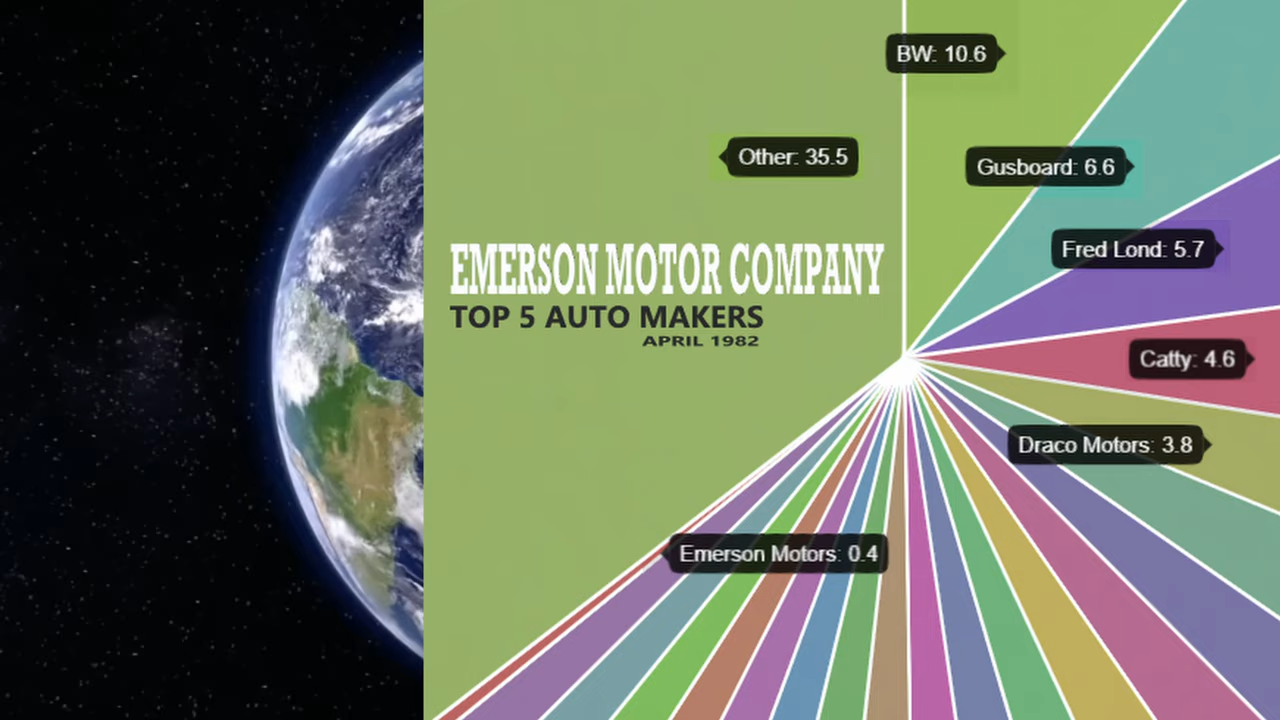 BW: 10.6
Other: 35.5
Gusboard: 6.6
Fred Lond: 5.7
EMERSON MOTOR COMPANY
TOP 5 AUTO MAKERS
APRIL 1982
Catty: 4.6
Draco Motors: 3.8
Emerson Motors: 0.4